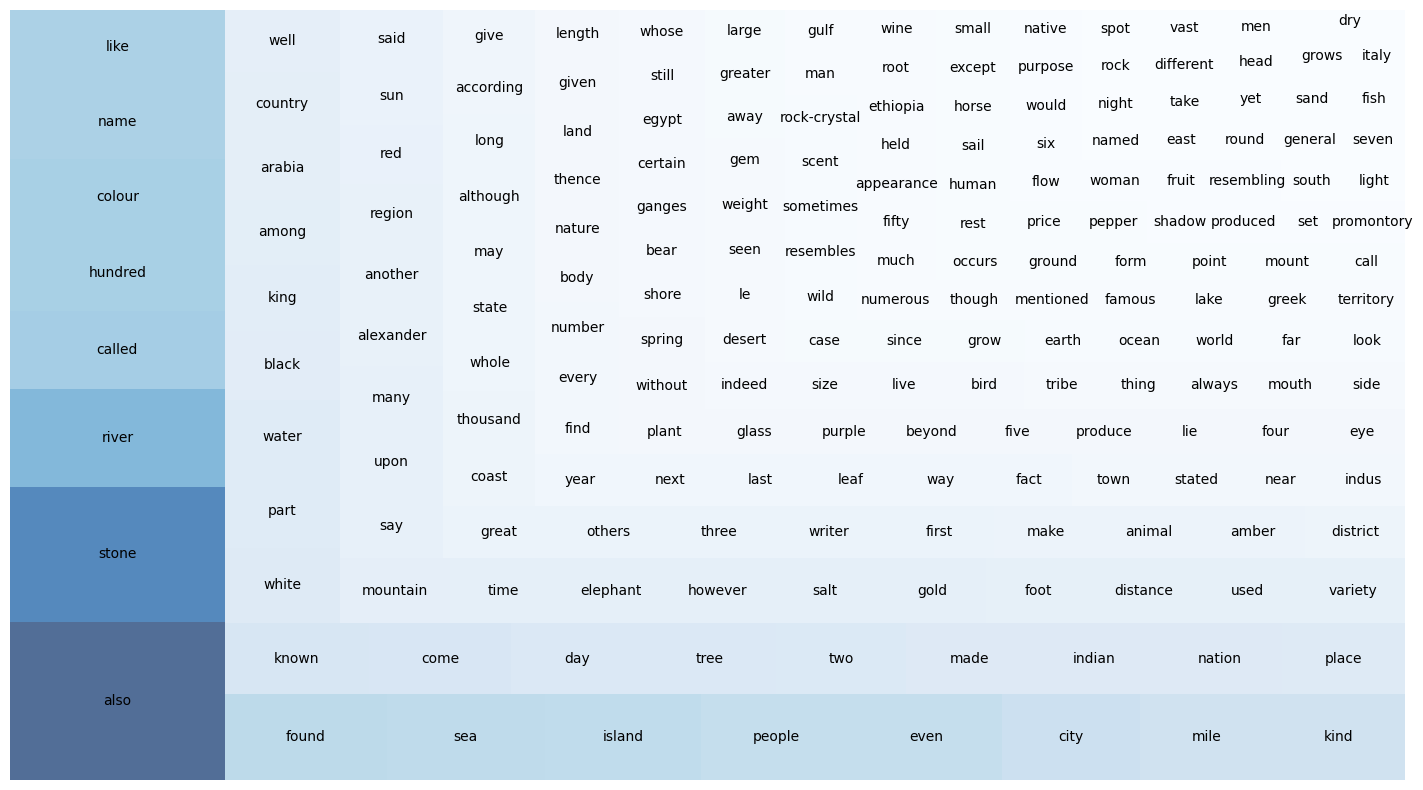 like
name
colour
hundred
called
river
stone
also
well
country
arabia
among
king
black
water
part
white
said
sun
red
region
another
alexander
many
upon
say
give
according
long
although
may
state
whole
thousand
coast
length
given
land
thence
nature
body
number
every
find
year
whose
still
egypt
certain
ganges
bear
shore
spring
without
plant
next
large
greater
away
gem
weight
seen
le
desert
indeed
glass
last
gulf
man
rock-crystal
scent
sometimes
resembles
wild
case
size
purple
leaf
wine small native spot vast men dry
root except purpose rock different head grows italy
ethiopia horse would night take yet sand fish
held sail six named east round general seven
appearance human flow woman fruit resembling south light
fifty rest price pepper shadow produced set promontory
much occurs ground form point mount call
numerous though mentioned famous lake greek territory
since grow earth ocean world far look
live bird tribe thing always mouth side
beyond five produce lie four eye
way fact town stated near indus
great others three writer first make animal amber district
mountain time elephant however salt gold foot distance used variety
known come day tree two made indian nation place
found sea island people even city mile kind